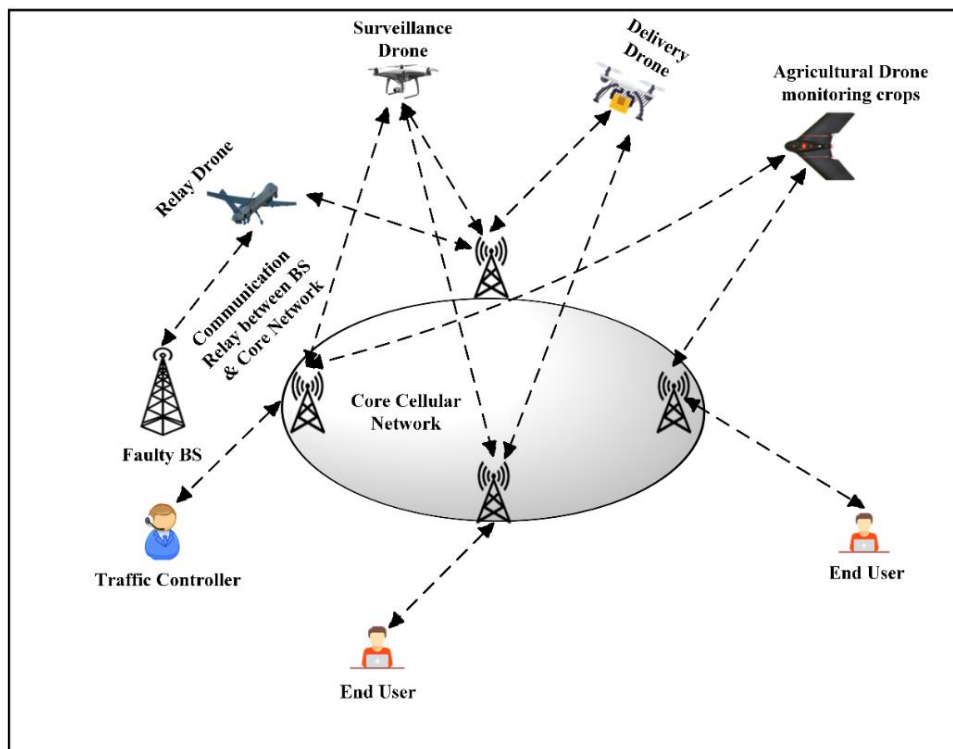 Surveillance
Drone
Delivery
Drone
Agricultural Drone
monitoring crops
Relay Drone
Communication
Relay between BS
& Core Network
Core Cellular
Network
Faulty BS
Traffic Controller
End User
End User